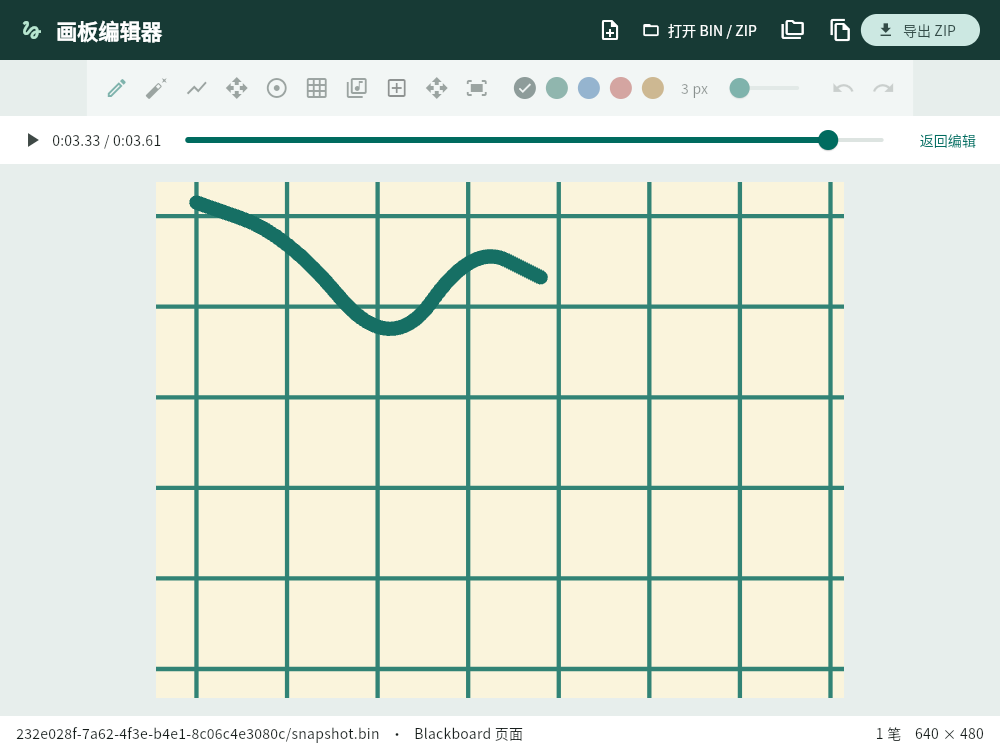 画板编辑器
打开 BIN / ZIP
导出 ZIP
3 px
0:03.33 / 0:03.61
返回编辑
232e028f-7a62-4f3e-b4e1-8c06c4e3080c/snapshot.bin · Blackboard 页面
1 笔 640 × 480